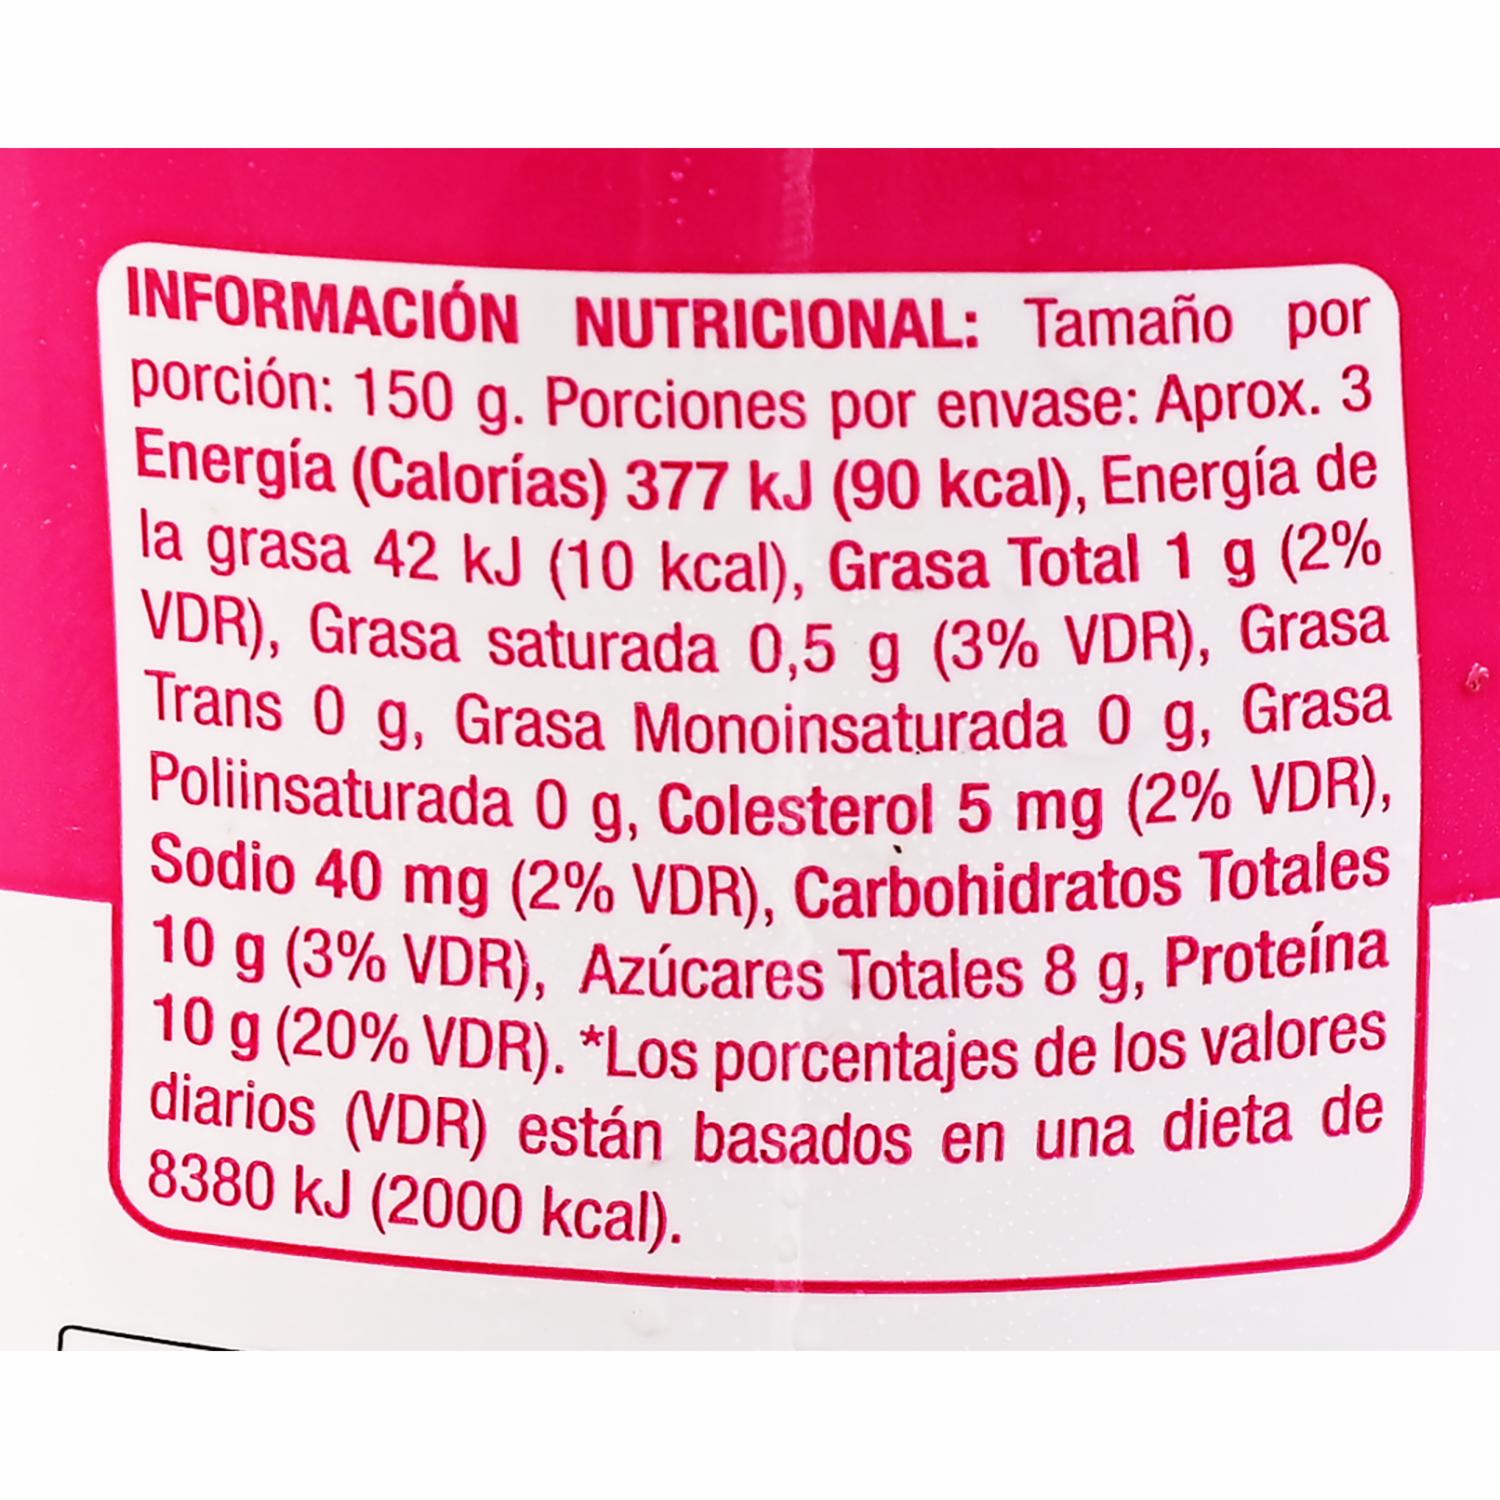 INFORMACIÓN NUTRICIONAL: Tamaño por
porción: 150 g. Porciones por envase: Aprox. 3
Energía (Calorías) 377 kJ (90 kcal), Energía de
la grasa 42 kJ (10 kcal), Grasa Total 1 g (2%
VDR), Grasa saturada 0,5 g (3% VDR), Grasa
Trans 0 g, Grasa Monoinsaturada 0 g, Grasa
Poliinsaturada 0 g, Colesterol 5 mg (2% VDR),
Sodio 40 mg (2% VDR), Carbohidratos Totales
10 g (3% VDR), Azúcares Totales 8 g, Proteína
10 g (20% VDR). *Los porcentajes de los valores
diarios (VDR) están basados en una dieta de
8380 kJ (2000 kcal).